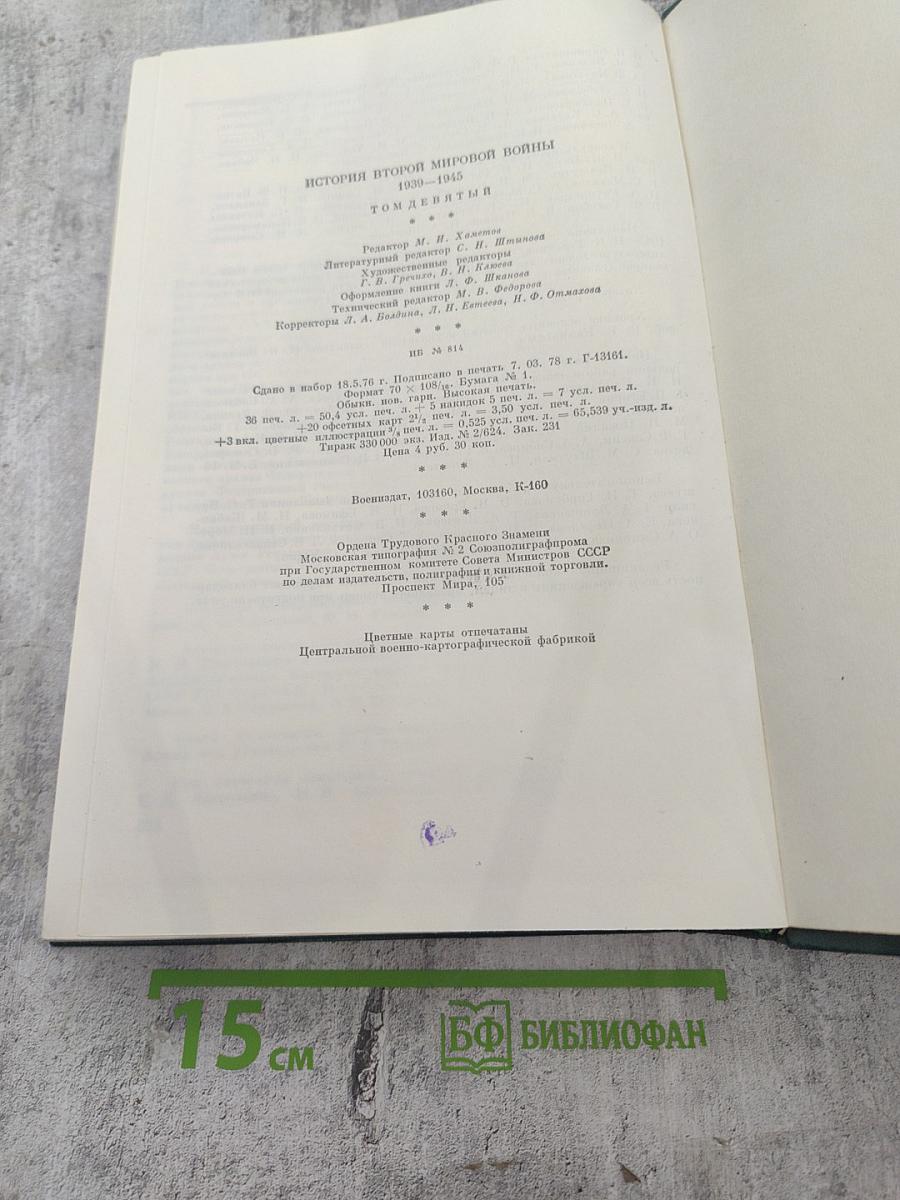 ИСТОРИЯ ВТОРОЙ МИРОВОЙ ВОЙНЫ
1939—1945
ТОМ ДЕВЯТЫЙ
* * *
Редактор М. И. Хаметов
Литературный редактор С. Н. Штынова
Художественные редакторы
Г. В. Гречихо, В. Н. Клюева
Оформление книги Л. Ф. Шканова
Технический редактор М. В. Федорова
Корректоры Л. А. Болдина, Л. Н. Евтеева, Н. Ф. Отмахова
* * *
ИБ № 814
Сдано в набор 18.5.76 г. Подписано в печать 7. 03. 78 г. Г-13161.
Формат 70 × 108/16. Бумага № 1.
Обыкн. нов. гарн. Высокая печать.
36 печ. л. = 50,4 усл. печ. л. + 5 накидок 5 печ. л. = 7 усл. печ. л.
+20 офсетных карт 2½ печ. л. = 3,50 усл. печ. л.
+3 вкл. цветные иллюстрации ³/₈ печ. л. = 0,525 усл. печ. л. = 65,539 уч.-изд. л.
Тираж 330 000 экз. Изд. № 2/624. Зак. 231
Цена 4 руб. 30 коп.
* * *
Воениздат, 103160, Москва, К-160
* * *
Ордена Трудового Красного Знамени
Московская типография № 2 Союзполиграфпрома
при Государственном комитете Совета Министров СССР
по делам издательств, полиграфии и книжной торговли.
Проспект Мира, 105
* * *
Цветные карты отпечатаны
Центральной военно-картографической фабрикой
15 см
БФ БИБЛИОФАН